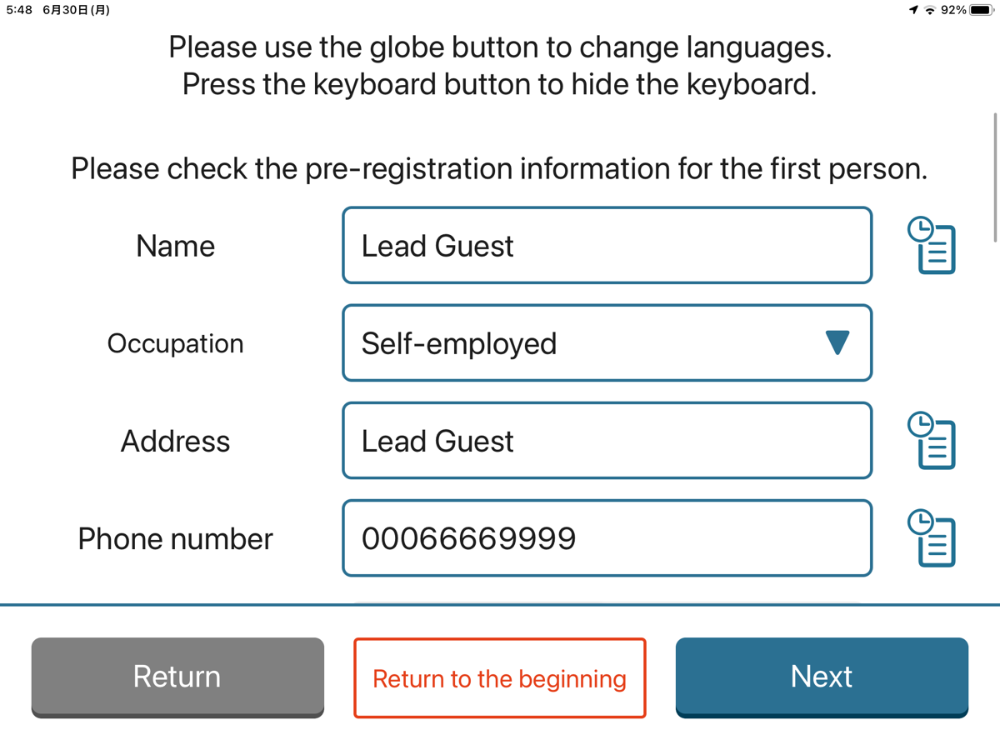 5:48 6月30日(月)
92%
Please use the globe button to change languages.
Press the keyboard button to hide the keyboard.
Please check the pre-registration information for the first person.
Name
Lead Guest
Occupation
Self-employed
Address
Lead Guest
Phone number
00066669999
Return
Return to the beginning
Next